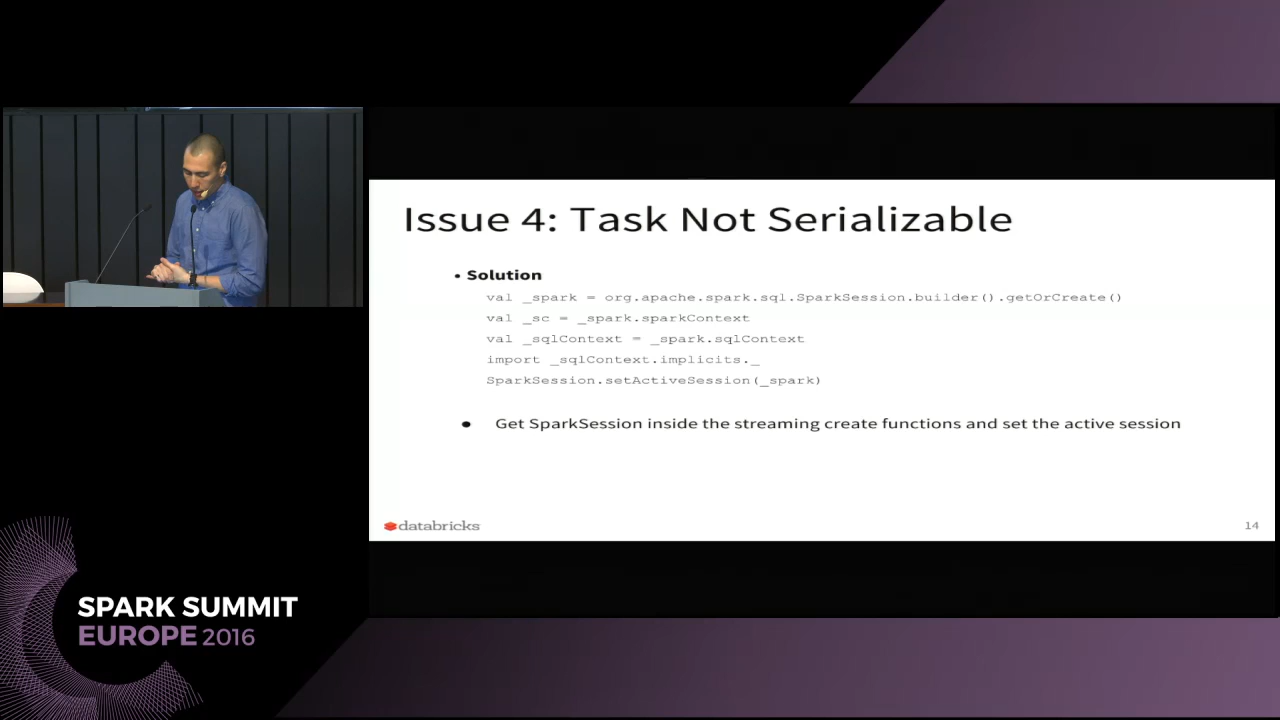 Issue 4: Task Not Serializable
• Solution
val _spark = org.apache.spark.sql.SparkSession.builder().getOrCreate()
val _sc = _spark.sparkContext
val _sqlContext = _spark.sqlContext
import _sqlContext.implicits._
SparkSession.setActiveSession(_spark)
● Get SparkSession inside the streaming create functions and set the active session
databricks
14
SPARK SUMMIT
EUROPE 2016